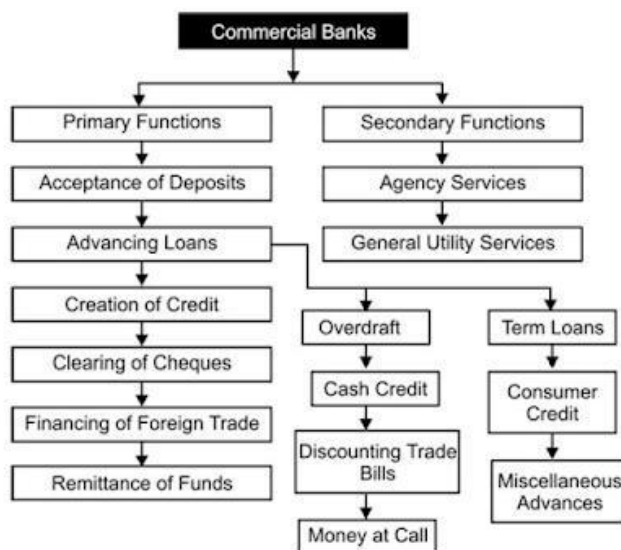 Commercial Banks
Primary Functions
Secondary Functions
Acceptance of Deposits
Agency Services
Advancing Loans
General Utility Services
Creation of Credit
Overdraft
Term Loans
Clearing of Cheques
Cash Credit
Consumer
Credit
Financing of Foreign Trade
Discounting Trade
Bills
Remittance of Funds
Miscellaneous
Advances
Money at Call